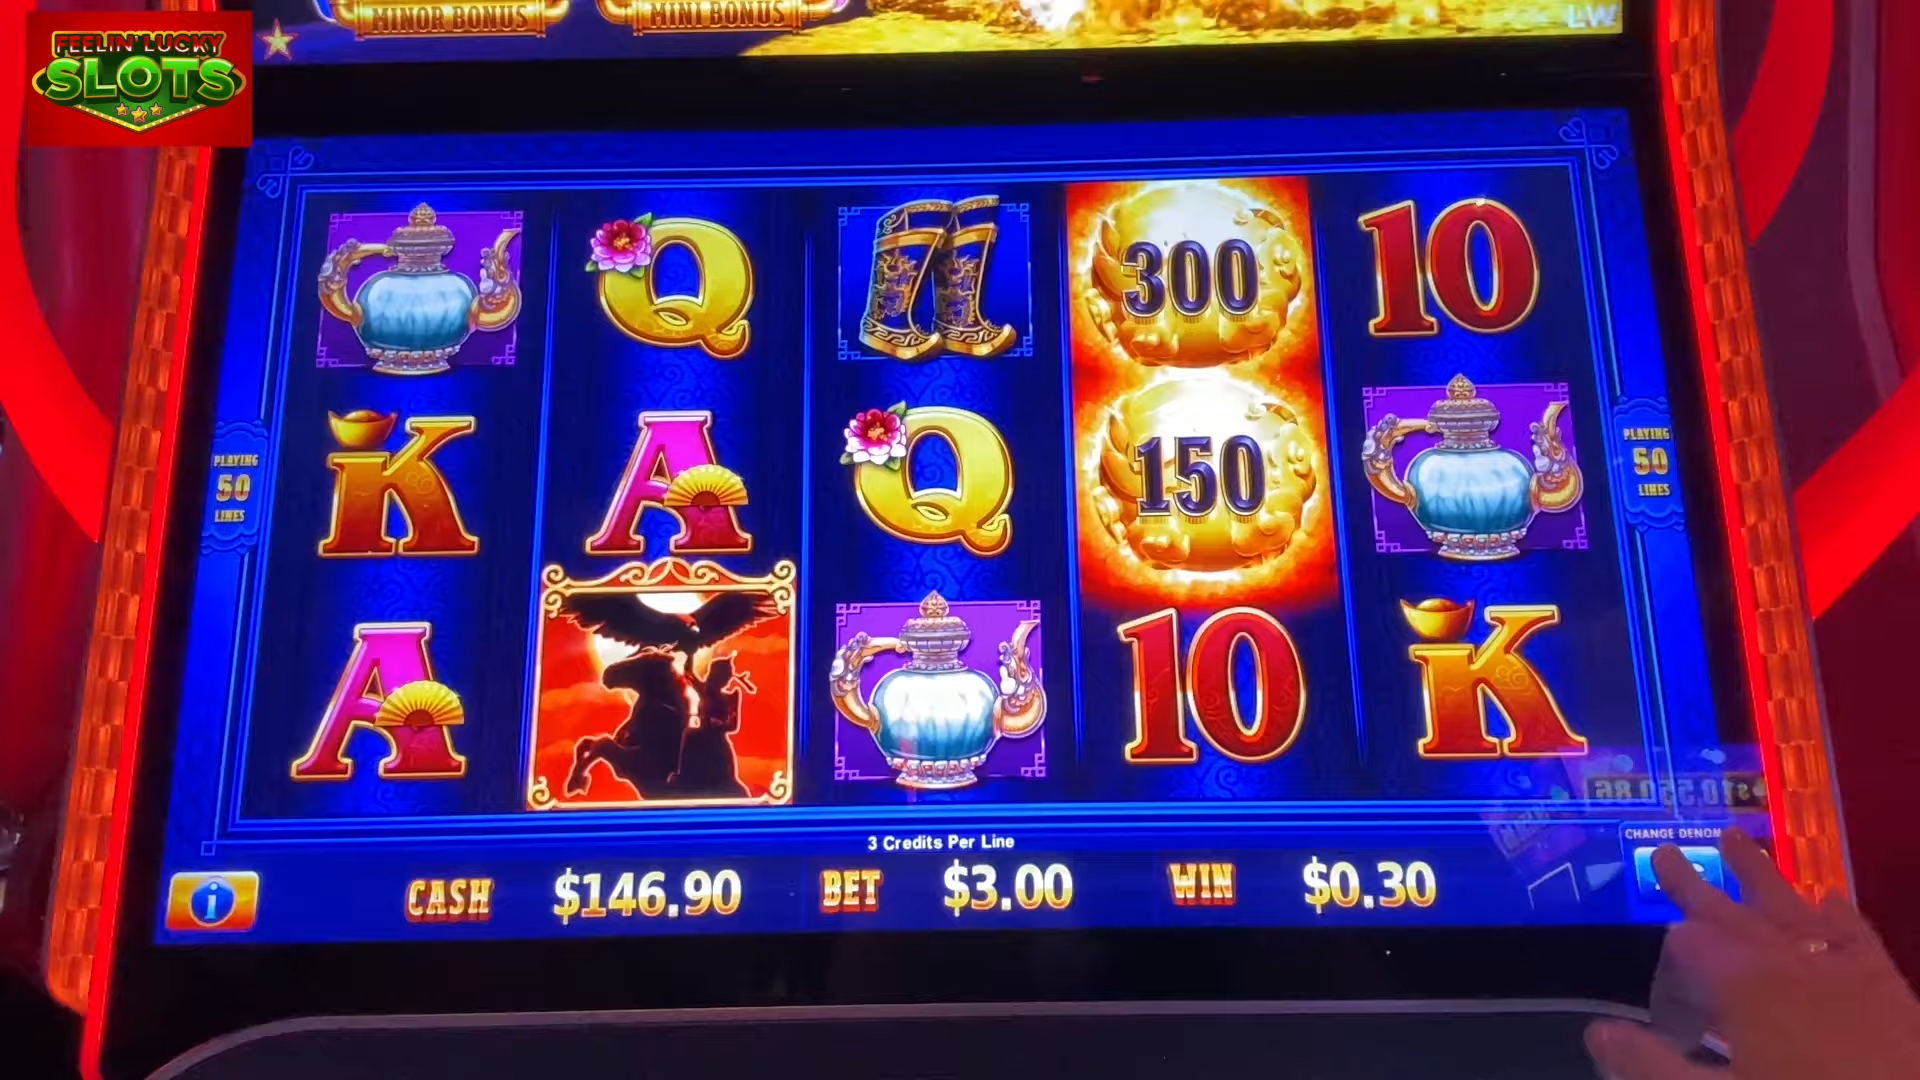 FEELIN' LUCKY
SLOTS
MINOR BONUS
MINI BONUS
LW
Q
300
10
PLAYING
50
LINES
K
A
Q
150
PLAYING
50
LINES
A
10
K
3 Credits Per Line
CHANGE DENOM
i
CASH $146.90 BET $3.00 WIN $0.30